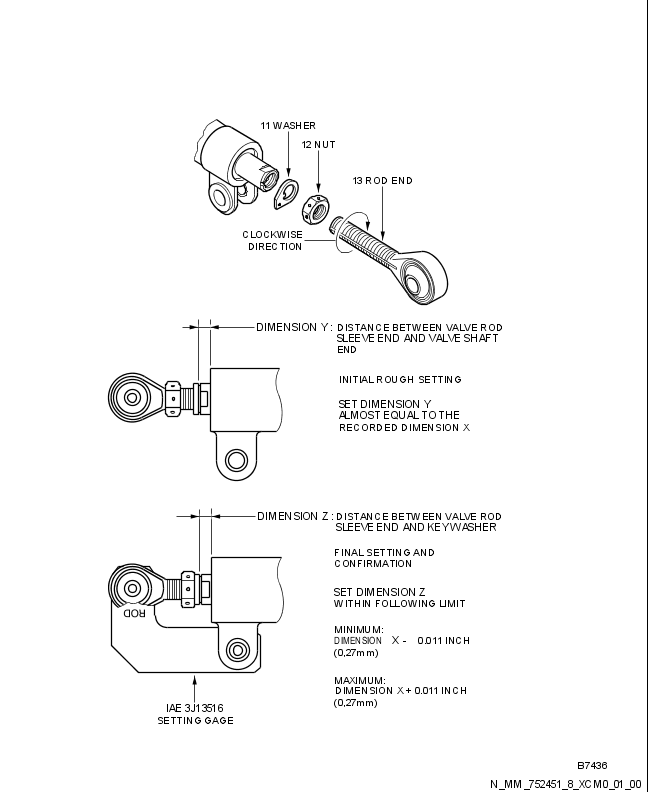 11 WASHER
12 NUT
13 ROD END
CLOCKWISE
DIRECTION
DIMENSION Y: DISTANCE BETWEEN VALVE ROD
SLEEVE END AND VALVE SHAFT
END
INITIAL ROUGH SETTING
SET DIMENSION Y
ALMOST EQUAL TO THE
RECORDED DIMENSION X
DIMENSION Z: DISTANCE BETWEEN VALVE ROD
SLEEVE END AND KEYWASHER
FINAL SETTING AND
CONFIRMATION
SET DIMENSION Z
WITHIN FOLLOWING LIMIT
ROD
MINIMUM:
DIMENSION X - 0.011 INCH
(0,27mm)
MAXIMUM:
DIMENSION X + 0.011 INCH
(0,27mm)
IAE 3J13516
SETTING GAGE
B7436
N_MM_752451_8_XCM0_01_00